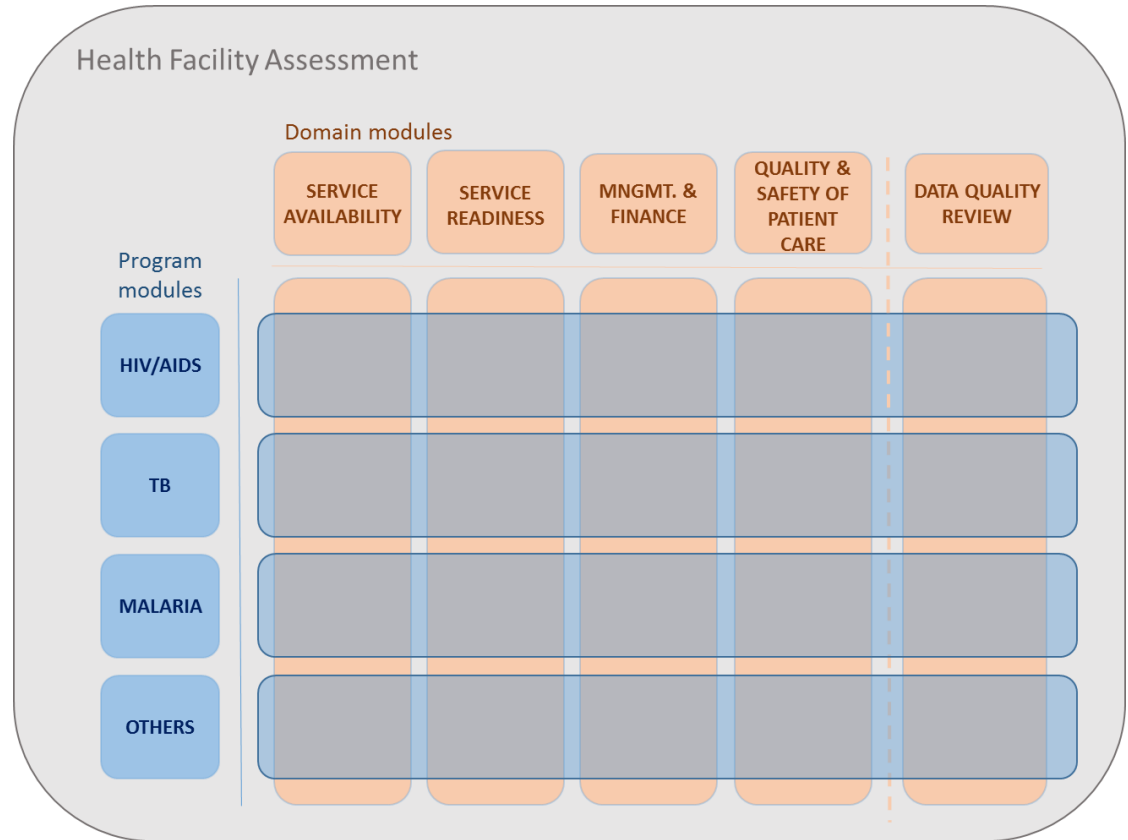 Health Facility Assessment
Domain modules
SERVICE
AVAILABILITY
SERVICE
READINESS
MNGMT. &
FINANCE
QUALITY &
SAFETY OF
PATIENT
CARE
DATA QUALITY
REVIEW
Program
modules
HIV/AIDS
TB
MALARIA
OTHERS